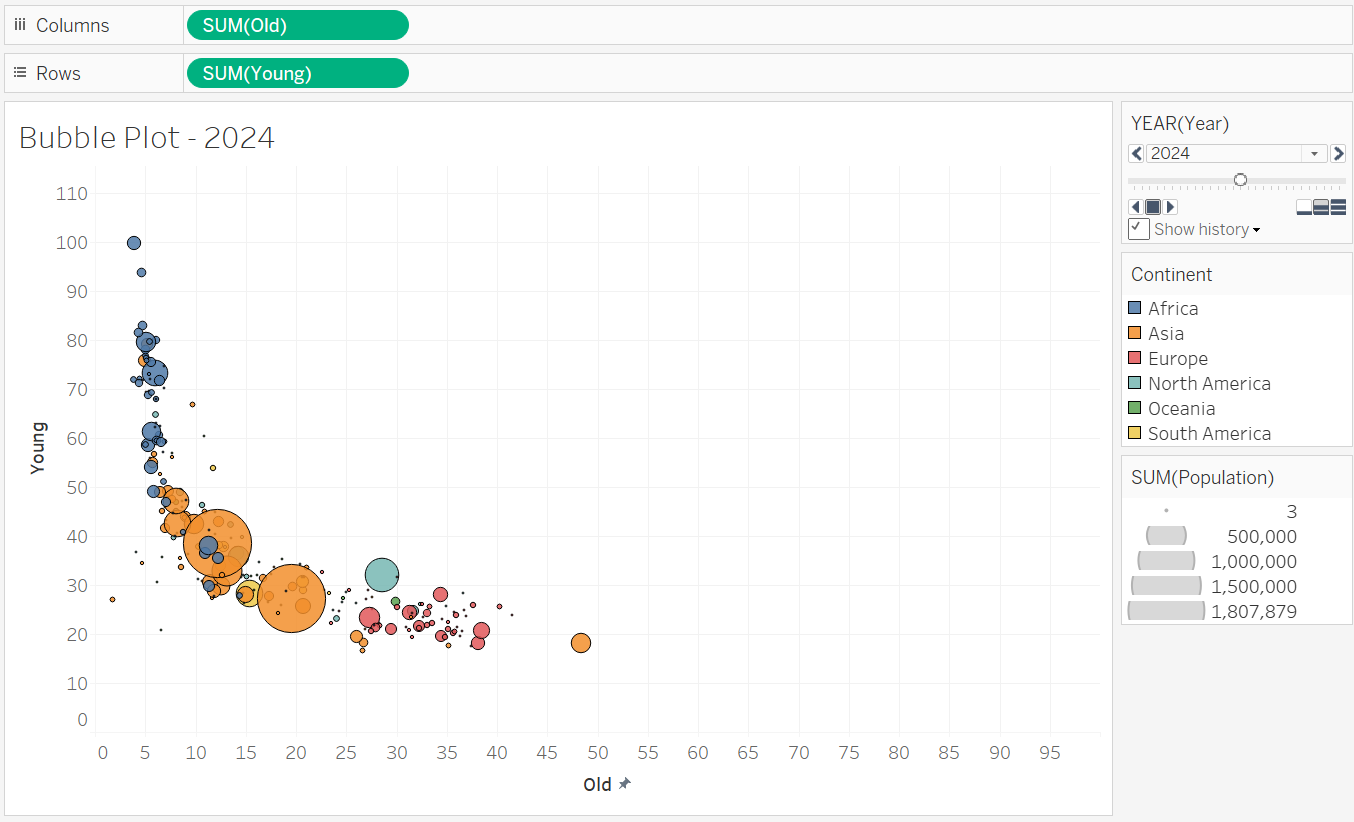 Columns
SUM(Old)
Rows
SUM(Young)
Bubble Plot - 2024
YEAR(Year)
2024
Show history
Continent
Africa
Asia
Europe
North America
Oceania
South America
SUM(Population)
3
500,000
1,000,000
1,500,000
1,807,879
Young
110
100
90
80
70
60
50
40
30
20
10
0
0 5 10 15 20 25 30 35 40 45 50 55 60 65 70 75 80 85 90 95
Old